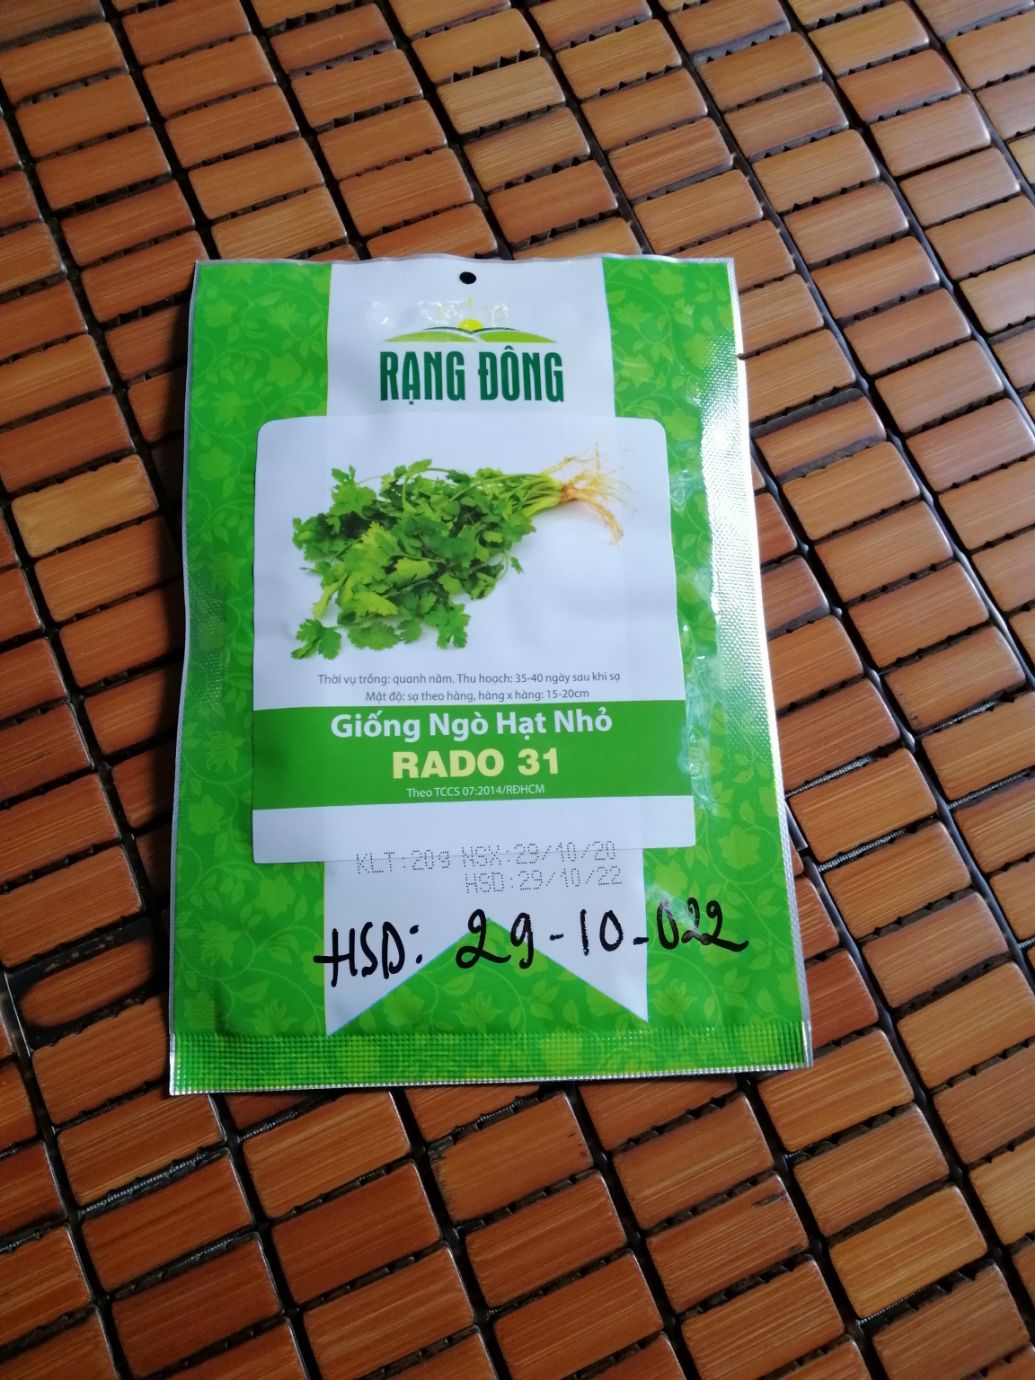 RẠNG ĐÔNG
Thời vụ trồng: quanh năm. Thu hoạch: 35-40 ngày sau khi sạ
Mật độ: sạ theo hàng, hàng x hàng: 15-20cm
Giống Ngò Hạt Nhỏ
RADO 31
Theo TCCS 07:2014/RĐHCM
KLT:20g NSX:29/10/20
HSD:29/10/22
HSD: 29-10-022